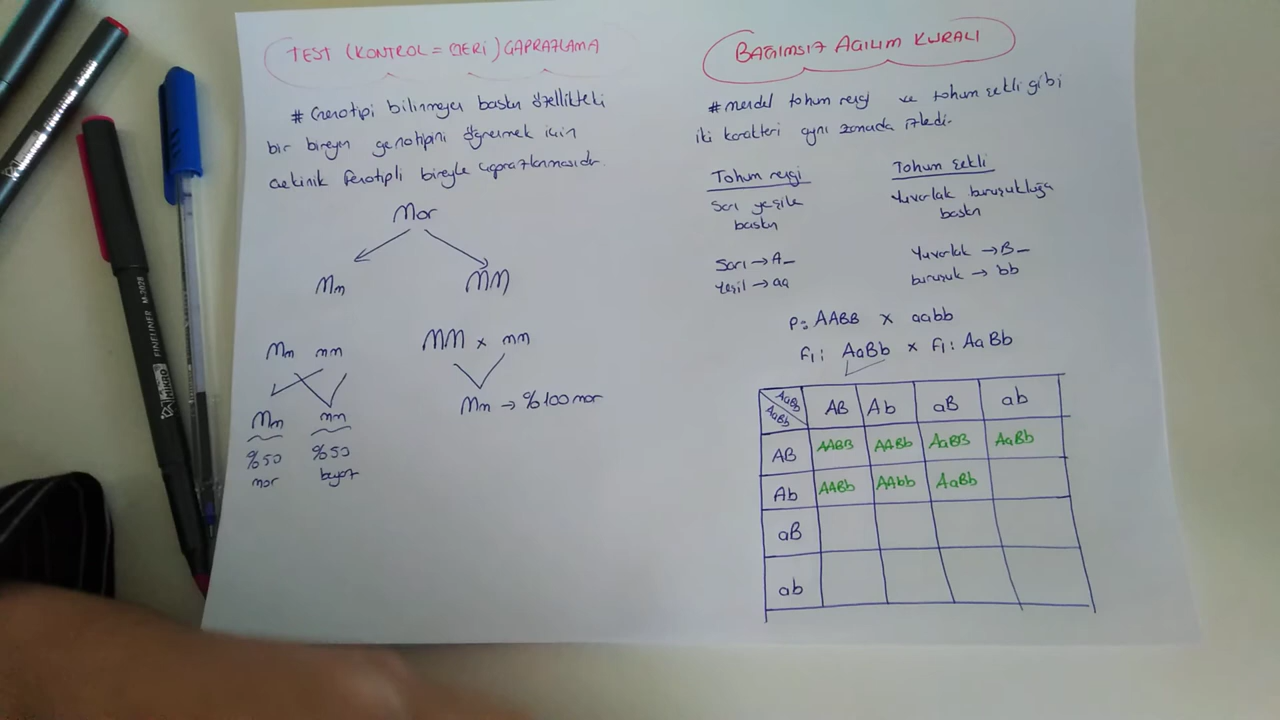 TEST (KONTROL = GERİ) ÇAPRAZLAMA
# Genotipi bilinmeyen baskın özellikteki
bir bireyin genotipini öğrenmek için
çekinik fenotipli bireyle çaprazlanmasıdır.
Mor
Mm MM
Mm mm
Mm mm
%50 %50
mor beyaz
MM x mm
Mm → %100 mor
BAĞIMSIZ AÇILIM KURALI
# mendel tohum rengi ve tohum şekli gibi
iki karakteri aynı zamanda izledi.
Tohum rengi
Sarı yeşile
baskın
Sarı → A_
Yeşil → aa
Tohum şekli
Yuvarlak buruşukluğa
baskın
Yuvarlak → B_
buruşuk → bb
P: AABB x aabb
F1: AaBb x F1: AaBb
AaBb AaBb AB Ab aB ab
AB AABB AABb AaBB AaBb
Ab AABb AAbb AaBb
aB
ab
MIKRO FINELINER M-2028